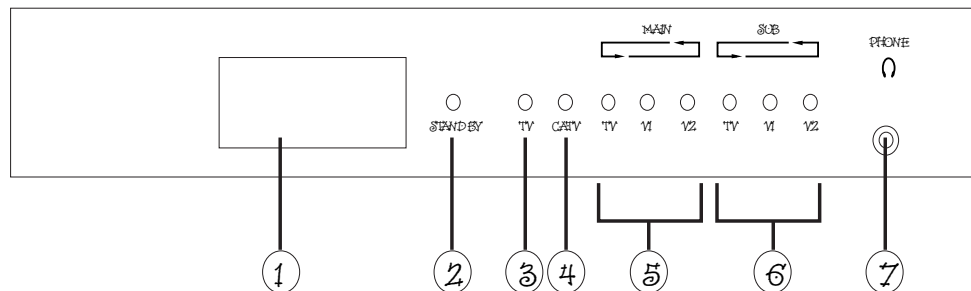 MAIN SUB
PHONE
STAND BY TV CATV TV V1 V2 TV V1 V2
1 2 3 4 5 6 7